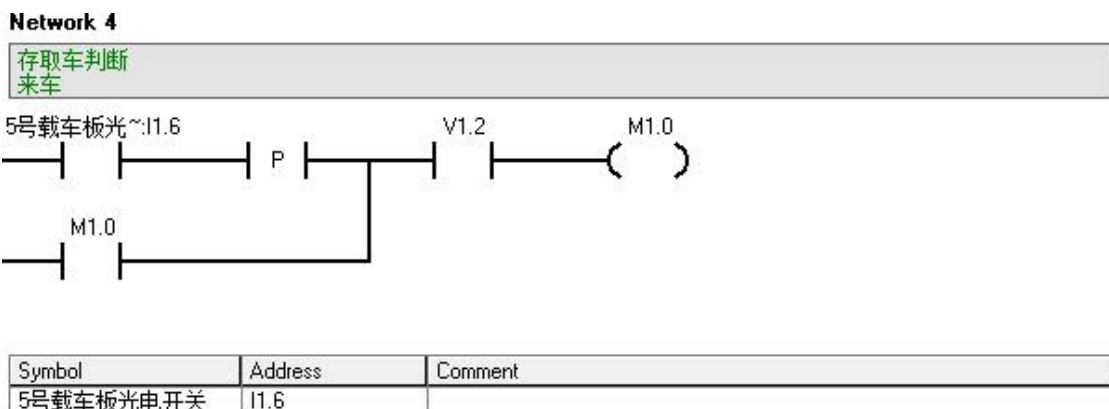 Network 4
存取车判断
来车
5号载车板光~:I1.6
P
V1.2
M1.0
M1.0
Symbol Address Comment
5号载车板光电开关 I1.6